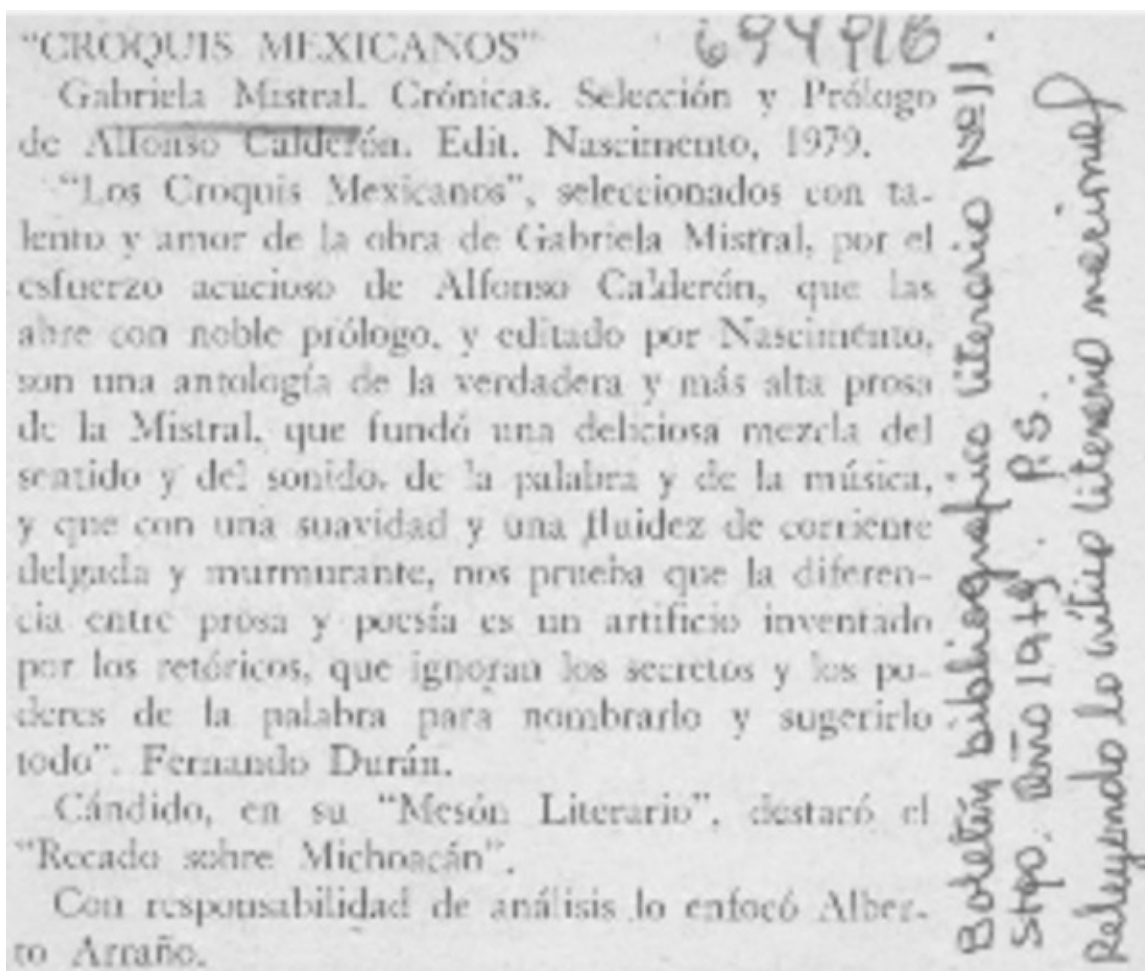 "CROQUIS MEXICANOS"
694916
Gabriela Mistral. Crónicas. Selección y Prólogo
de Alfonso Calderón. Edit. Nascimento, 1979.
"Los Croquis Mexicanos", seleccionados con ta-
lento y amor de la obra de Gabriela Mistral, por el
esfuerzo acucioso de Alfonso Calderón, que las
abre con noble prólogo, y editado por Nascimento,
son una antología de la verdadera y más alta prosa
de la Mistral, que fundó una deliciosa mezcla del
sentido y del sonido, de la palabra y de la música,
y que con una suavidad y una fluidez de corriente
delgada y murmurante, nos prueba que la diferen-
cia entre prosa y poesía es un artificio inventado
por los retóricos, que ignoran los secretos y los po-
deres de la palabra para nombrarlo y sugerirlo
todo". Fernando Durán.
Cándido, en su "Mesón Literario", destacó el
"Recado sobre Michoacán".
Con responsabilidad de análisis lo enfocó Alber-
to Arraño.
Boletín bibliografico literario Nº 11.
Stgo. Año 1979. P.5.
Releyendo la literario